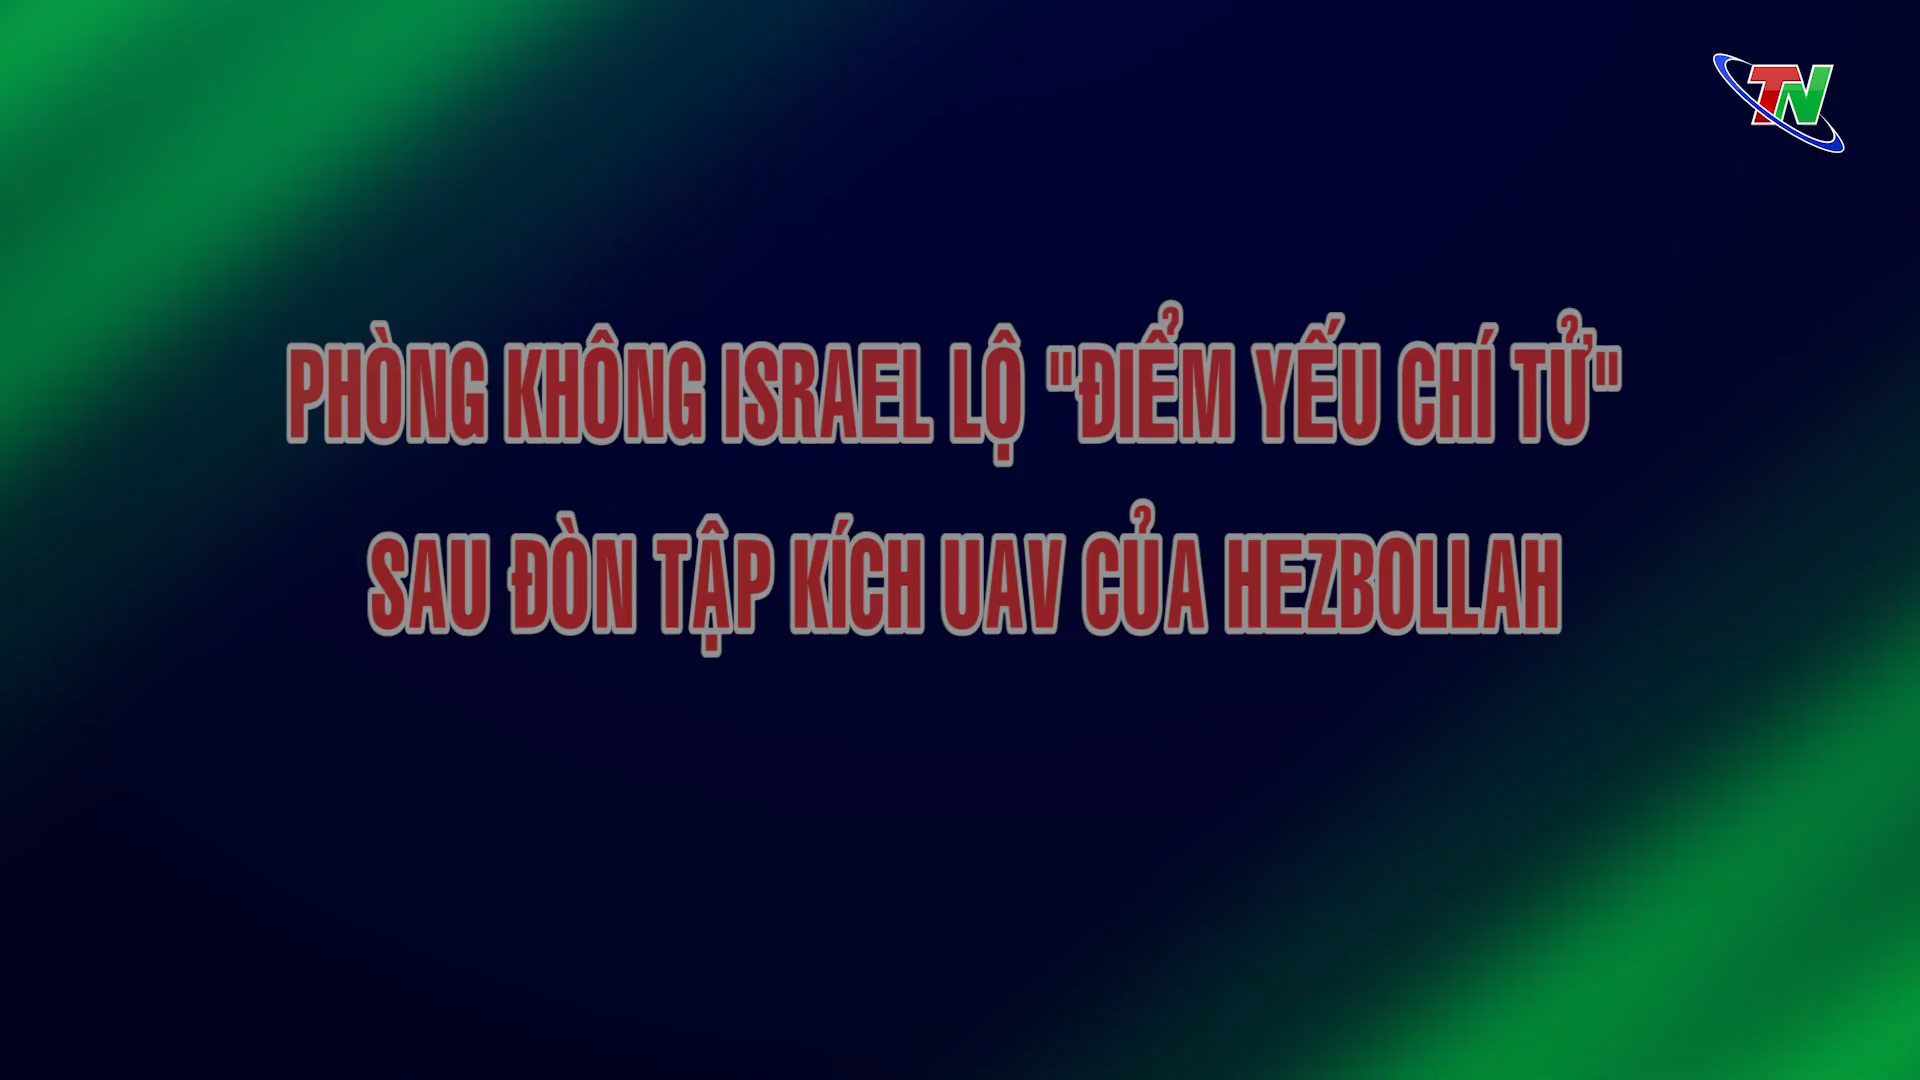 TN
PHÒNG KHÔNG ISRAEL LỘ "ĐIỂM YẾU CHÍ TỬ"
SAU ĐÒN TẬP KÍCH UAV CỦA HEZBOLLAH